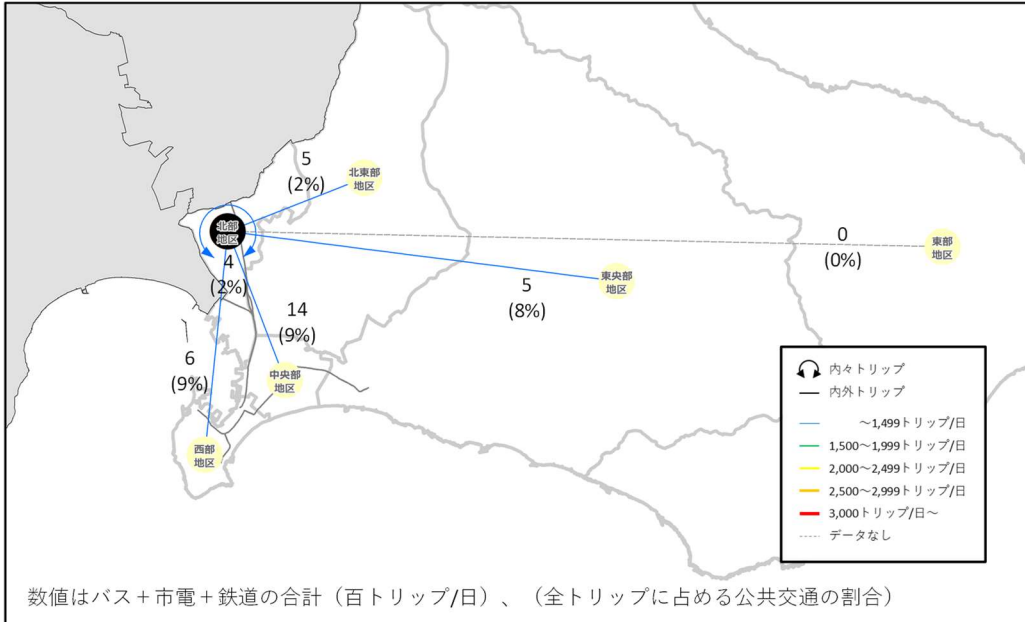 5
(2%)
北東部
地区
北部
地区
4
(2%)
0
(0%)
東部
地区
東央部
地区
5
(8%)
14
(9%)
6
(9%)
中央部
地区
西部
地区
内々トリップ
内外トリップ
～1,499トリップ/日
1,500～1,999トリップ/日
2,000～2,499トリップ/日
2,500～2,999トリップ/日
3,000トリップ/日～
データなし
数値はバス＋市電＋鉄道の合計（百トリップ/日）、（全トリップに占める公共交通の割合）